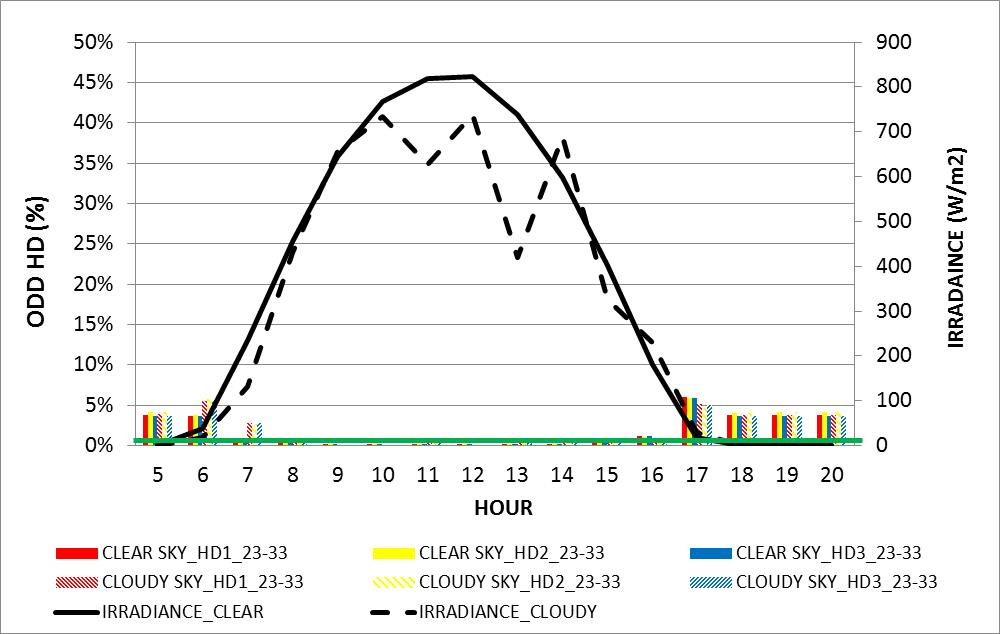 50% 900
45% 800
40% 700
35% 600
30% 500
25% 400
20% 300
15% 200
10% 100
5% 0
0%
ODD HD (%)
IRRADAINCE (W/m2)
5 6 7 8 9 10 11 12 13 14 15 16 17 18 19 20
HOUR
CLEAR SKY_HD1_23-33 CLEAR SKY_HD2_23-33 CLEAR SKY_HD3_23-33
CLOUDY SKY_HD1_23-33 CLOUDY SKY_HD2_23-33 CLOUDY SKY_HD3_23-33
IRRADIANCE_CLEAR IRRADIANCE_CLOUDY